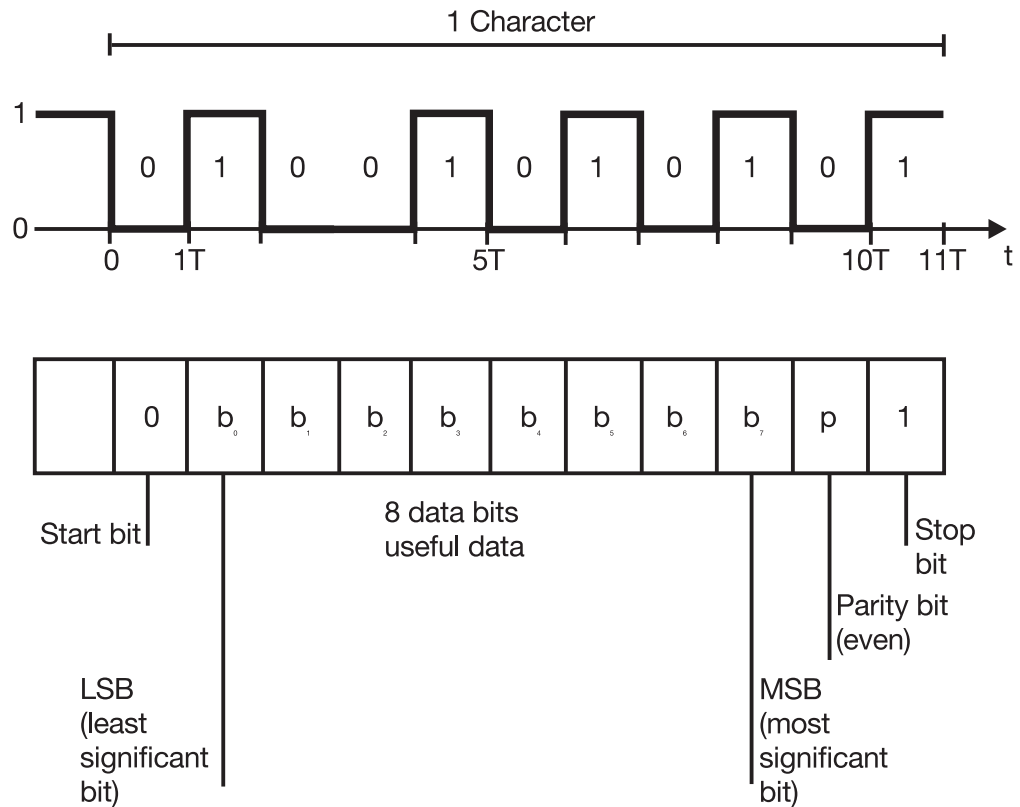 1 Character
1
0 1 0 0 1 0 1 0 1 0 1
0
0 1T 5T 10T 11T t
0 b₀ b₁ b₂ b₃ b₄ b₅ b₆ b₇ p 1
Start bit
8 data bits
useful data
Stop
bit
Parity bit
(even)
LSB
(least
significant
bit)
MSB
(most
significant
bit)